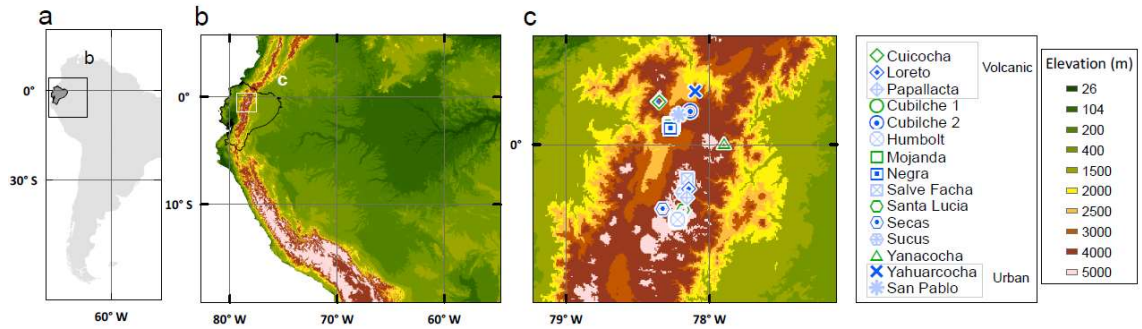 a
b
0°
30° S
60° W
b
c
0°
10° S
80° W
70° W
60° W
c
0°
79° W
78° W
Cuicocha
Loreto
Papallacta
Volcanic
Cubilche 1
Cubilche 2
Humbolt
Mojanda
Negra
Salve Facha
Santa Lucia
Secas
Sucus
Yanacocha
Yahuarcocha
San Pablo
Urban
Elevation (m)
26
104
200
400
1500
2000
2500
3000
4000
5000